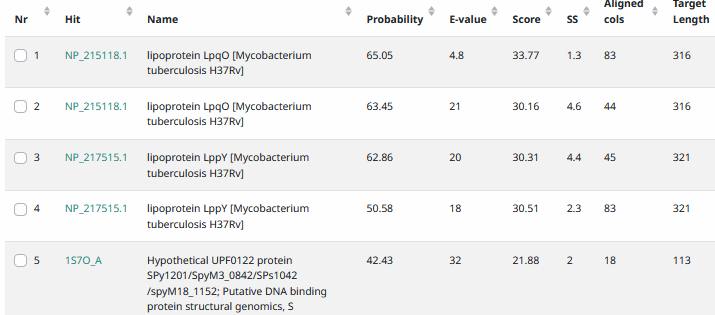 Nr Hit Name Probability E-value Score SS Aligned cols Target Length
1 NP_215118.1 lipoprotein LpqO [Mycobacterium 65.05 4.8 33.77 1.3 83 316
tuberculosis H37Rv]
2 NP_215118.1 lipoprotein LpqO [Mycobacterium 63.45 21 30.16 4.6 44 316
tuberculosis H37Rv]
3 NP_217515.1 lipoprotein LppY [Mycobacterium 62.86 20 30.31 4.4 45 321
tuberculosis H37Rv]
4 NP_217515.1 lipoprotein LppY [Mycobacterium 50.58 18 30.51 2.3 83 321
tuberculosis H37Rv]
5 1S7O_A Hypothetical UPF0122 protein 42.43 32 21.88 2 18 113
SPy1201/SpyM3_0842/SPs1042
/spyM18_1152; Putative DNA binding
protein structural genomics, S